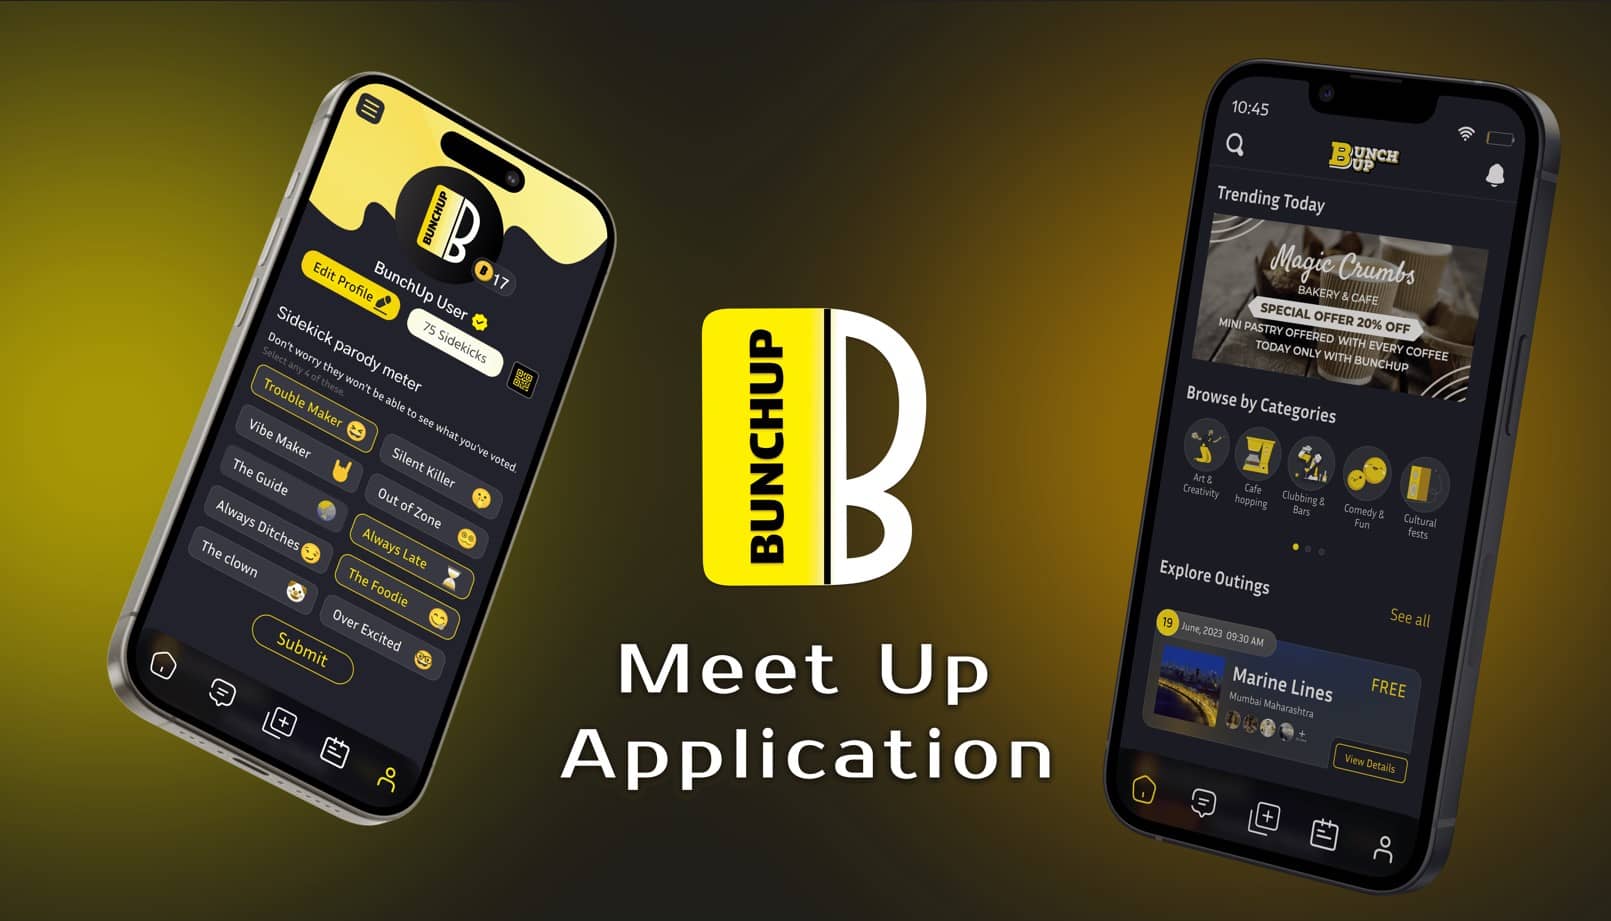 BUNCHUP
B 17
BunchUp User
Edit Profile
75 Sidekicks
Sidekick parody meter
Don't worry they won't be able to see what you've voted.
Select any 4 of these.
Trouble Maker
Silent Killer
Vibe Maker
Out of Zone
The Guide
Always Late
Always Ditches
The Foodie
The clown
Over Excited
Submit
BUNCHUP
B
Meet Up
Application
10:45
BUNCH
UP
Trending Today
Magic Crumbs
BAKERY & CAFE
SPECIAL OFFER 20% OFF
MINI PASTRY OFFERED WITH EVERY COFFEE
TODAY ONLY WITH BUNCHUP
Browse by Categories
Art &
Creativity
Cafe
hopping
Clubbing &
Bars
Comedy &
Fun
Cultural
fests
Explore Outings
See all
19 June, 2023 09:30 AM
Marine Lines
FREE
Mumbai Maharashtra
View Details